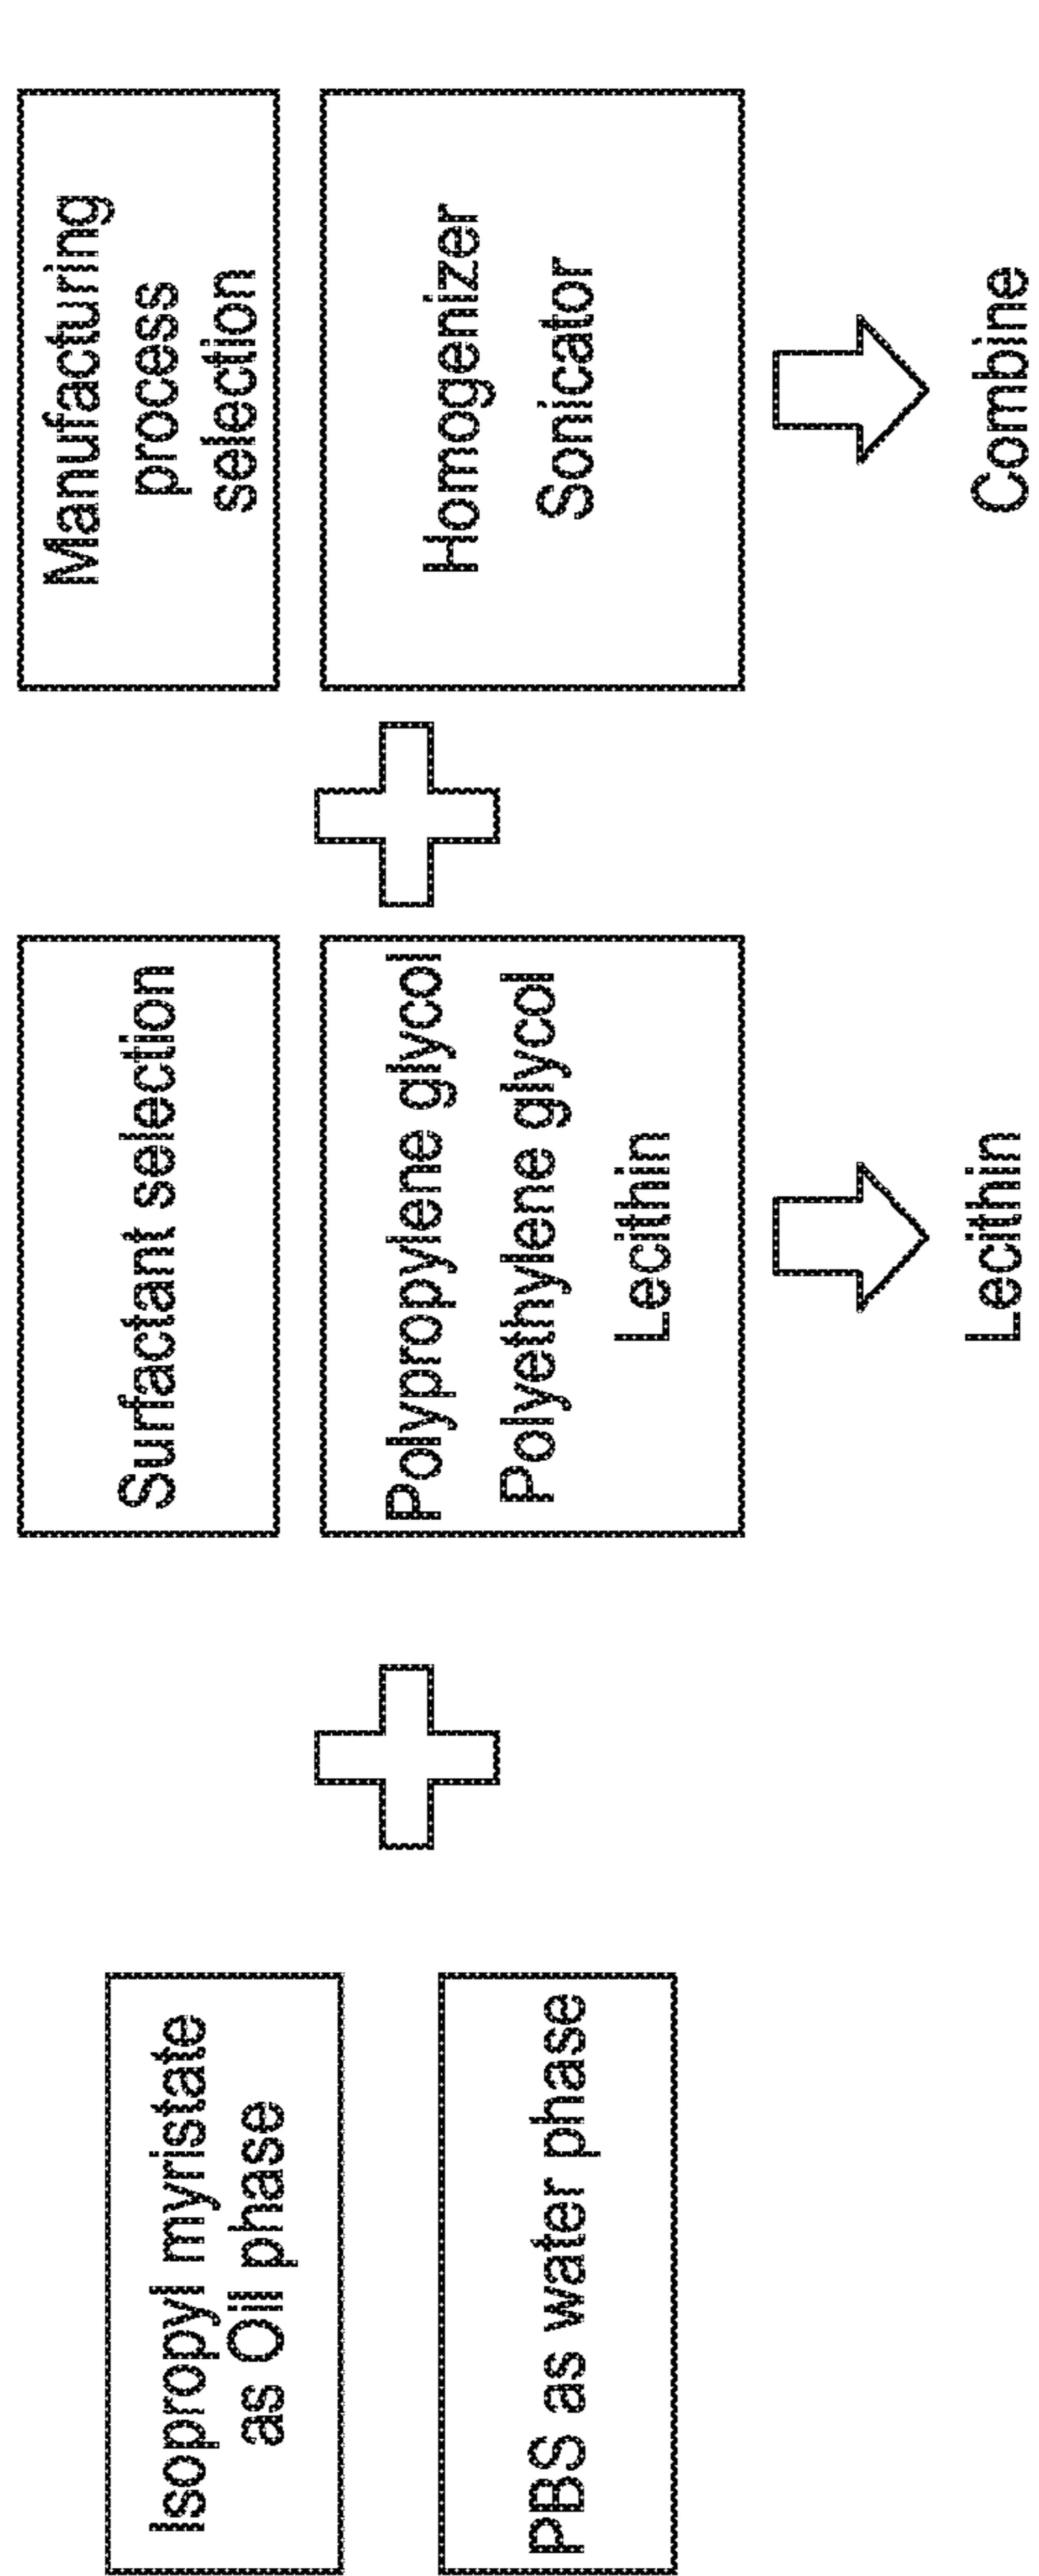 Isopropyl myristate
as Oil phase
PBS as water phase
Surfactant selection
Polypropylene glycol
Polyethylene glycol
Lecithin
Lecithin
Manufacturing
process
selection
Homogenizer
Sonicator
Combine